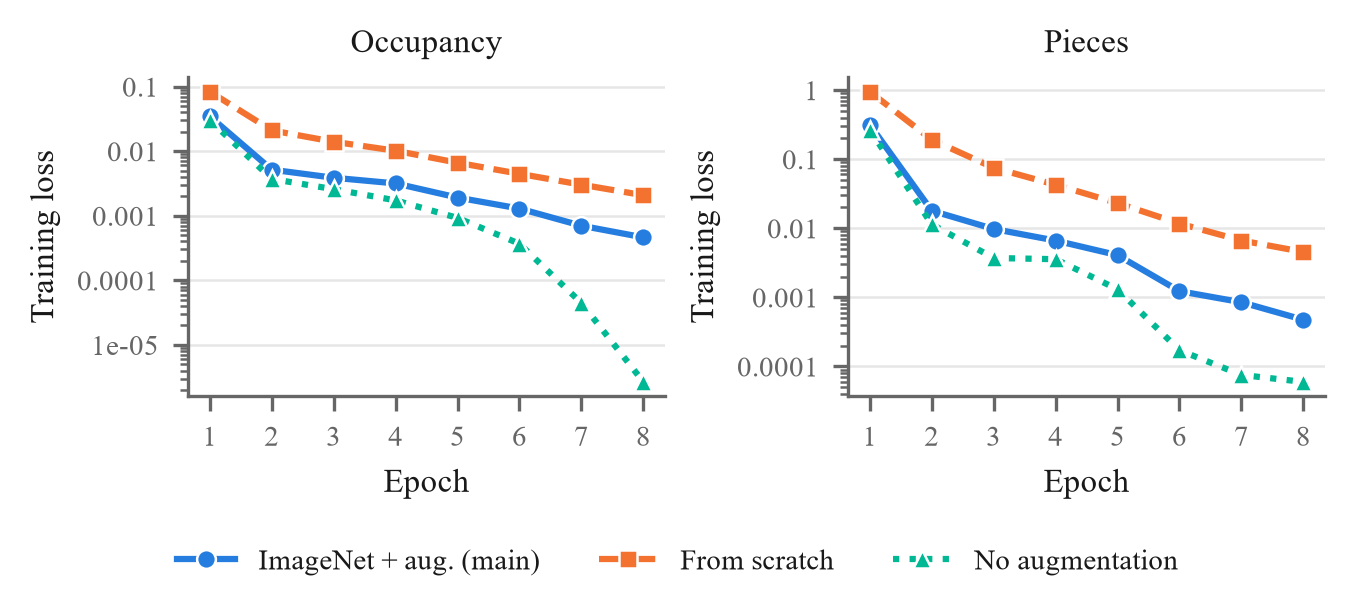 Occupancy
Training loss
0.1
0.01
0.001
0.0001
1e-05
1 2 3 4 5 6 7 8
Epoch
Pieces
Training loss
1
0.1
0.01
0.001
0.0001
1 2 3 4 5 6 7 8
Epoch
ImageNet + aug. (main) From scratch No augmentation